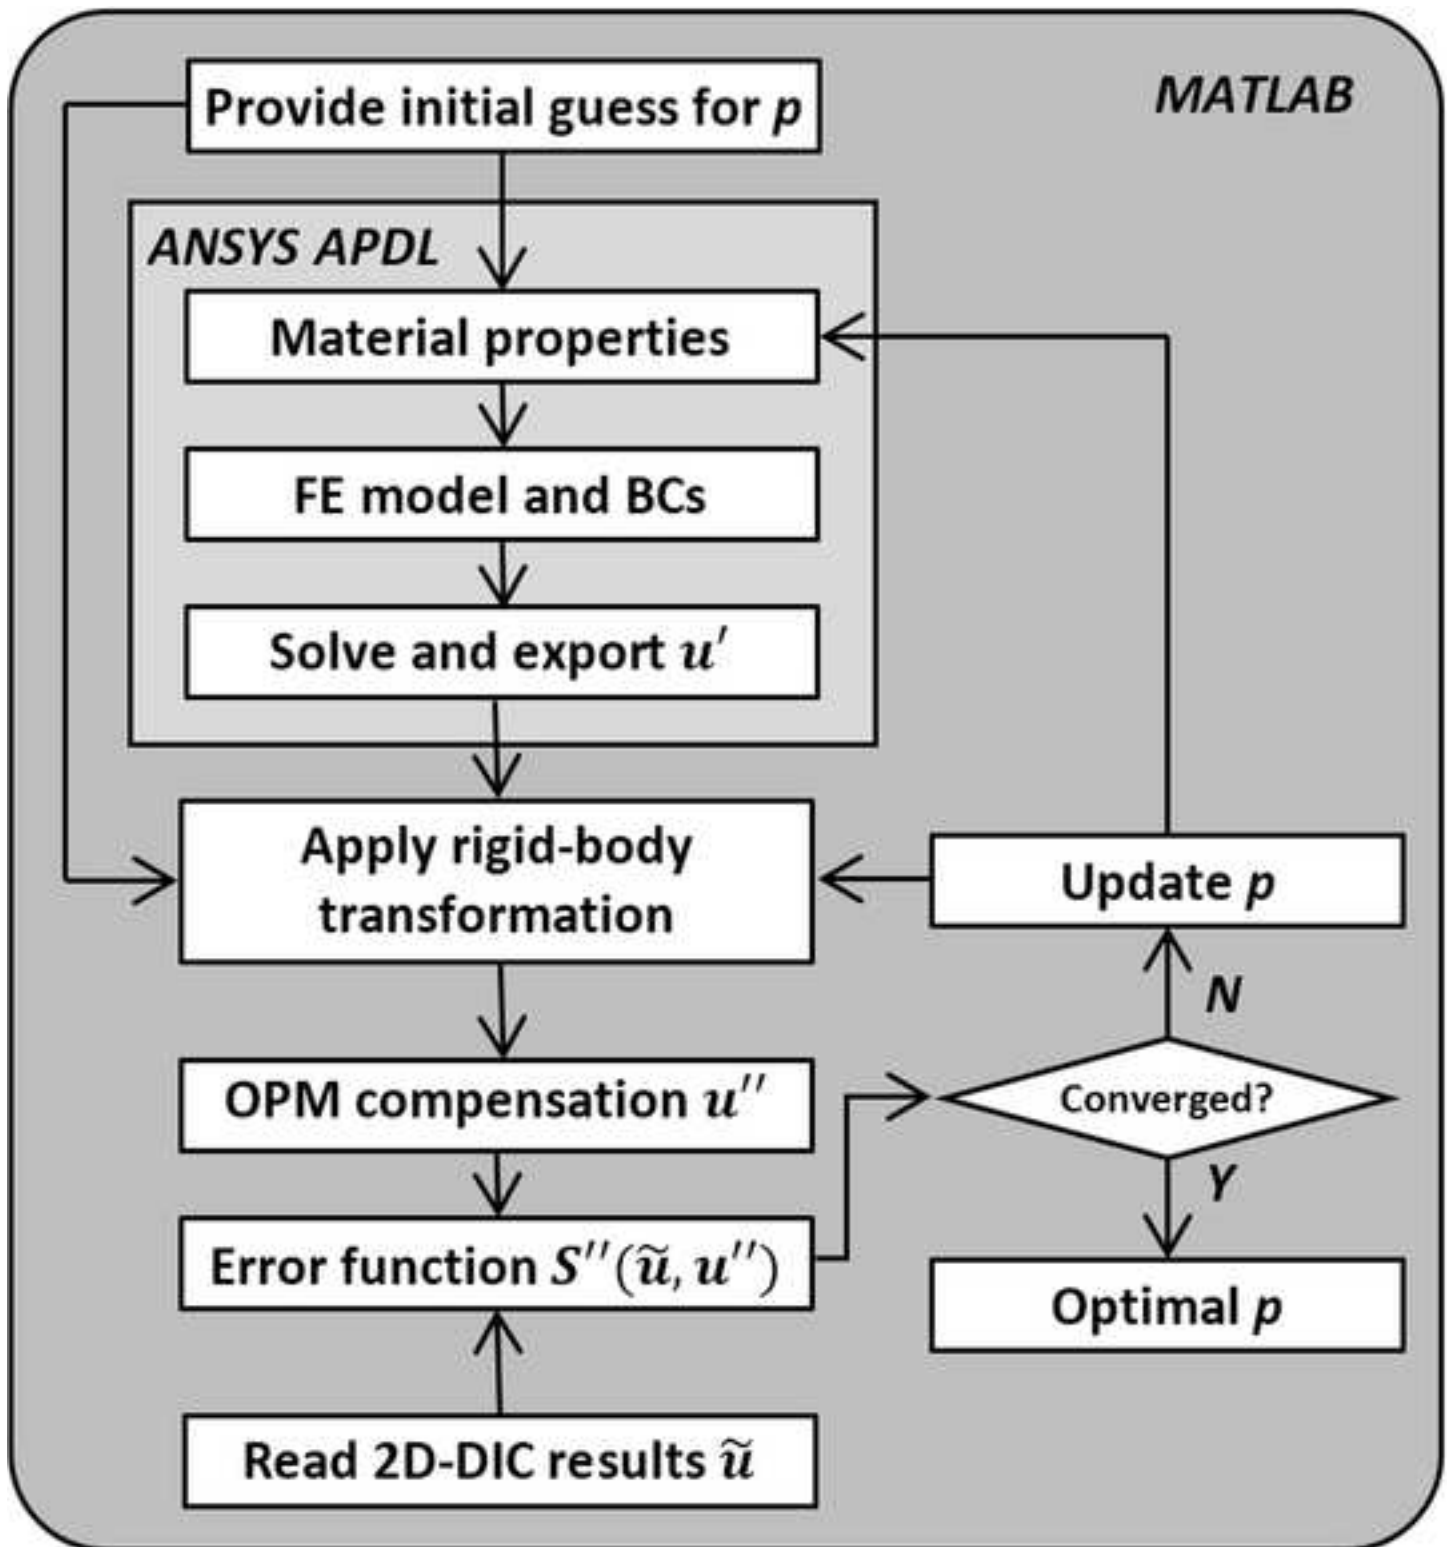 MATLAB
Provide initial guess for p
ANSYS APDL
Material properties
FE model and BCs
Solve and export u′
Apply rigid-body
transformation
Update p
N
OPM compensation u′′
Converged?
Y
Error function S′′(ũ, u′′)
Optimal p
Read 2D-DIC results ũ